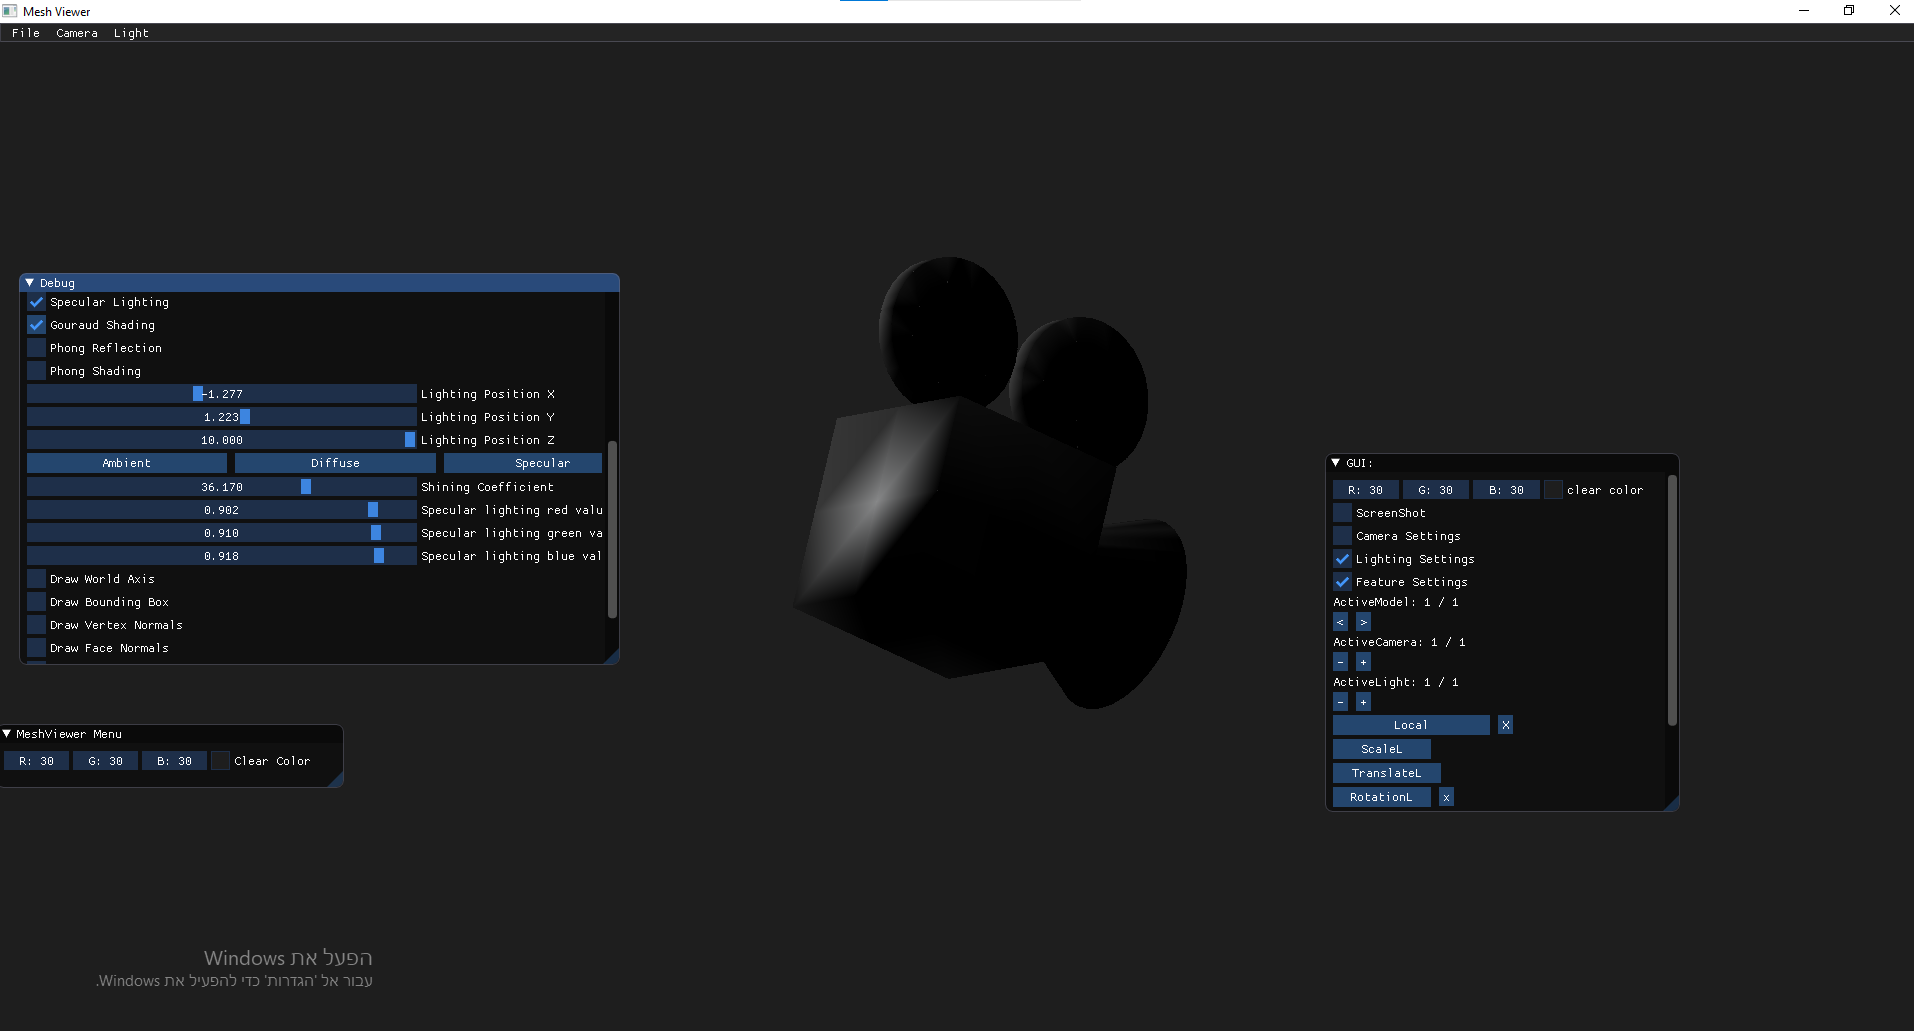 Mesh Viewer
File Camera Light
Debug
Specular Lighting
Gouraud Shading
Phong Reflection
Phong Shading
-1.277 Lighting Position X
1.223 Lighting Position Y
10.000 Lighting Position Z
Ambient Diffuse Specular
36.170 Shining Coefficient
0.902 Specular lighting red valu
0.910 Specular lighting green va
0.918 Specular lighting blue val
Draw World Axis
Draw Bounding Box
Draw Vertex Normals
Draw Face Normals
MeshViewer Menu
R: 30 G: 30 B: 30 Clear Color
GUI:
R: 30 G: 30 B: 30 clear color
ScreenShot
Camera Settings
Lighting Settings
Feature Settings
ActiveModel: 1 / 1
< >
ActiveCamera: 1 / 1
- +
ActiveLight: 1 / 1
- +
Local X
ScaleL
TranslateL
RotationL x
הפעל את Windows
עבור אל 'הגדרות' כדי להפעיל את Windows.